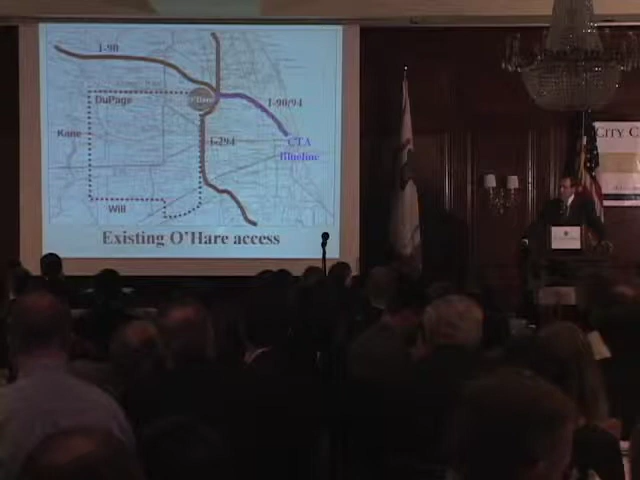 I-90
DuPage
O'Hare
I-90/94
Kane
I-294
CTA
Blueline
Will
Existing O'Hare access
CITY C